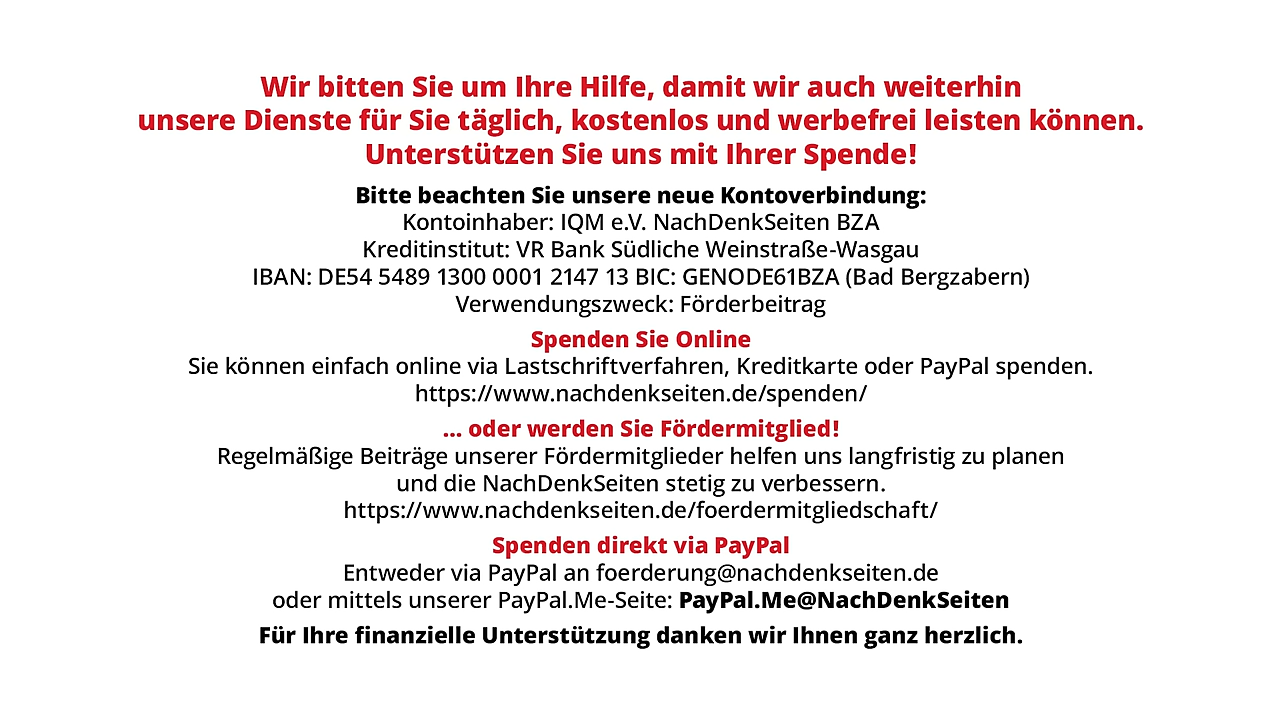 Wir bitten Sie um Ihre Hilfe, damit wir auch weiterhin
unsere Dienste für Sie täglich, kostenlos und werbefrei leisten können.
Unterstützen Sie uns mit Ihrer Spende!
Bitte beachten Sie unsere neue Kontoverbindung:
Kontoinhaber: IQM e.V. NachDenkSeiten BZA
Kreditinstitut: VR Bank Südliche Weinstraße-Wasgau
IBAN: DE54 5489 1300 0001 2147 13 BIC: GENODE61BZA (Bad Bergzabern)
Verwendungszweck: Förderbeitrag
Spenden Sie Online
Sie können einfach online via Lastschriftverfahren, Kreditkarte oder PayPal spenden.
https://www.nachdenkseiten.de/spenden/
... oder werden Sie Fördermitglied!
Regelmäßige Beiträge unserer Fördermitglieder helfen uns langfristig zu planen
und die NachDenkSeiten stetig zu verbessern.
https://www.nachdenkseiten.de/foerdermitgliedschaft/
Spenden direkt via PayPal
Entweder via PayPal an foerderung@nachdenkseiten.de
oder mittels unserer PayPal.Me-Seite: PayPal.Me@NachDenkSeiten
Für Ihre finanzielle Unterstützung danken wir Ihnen ganz herzlich.